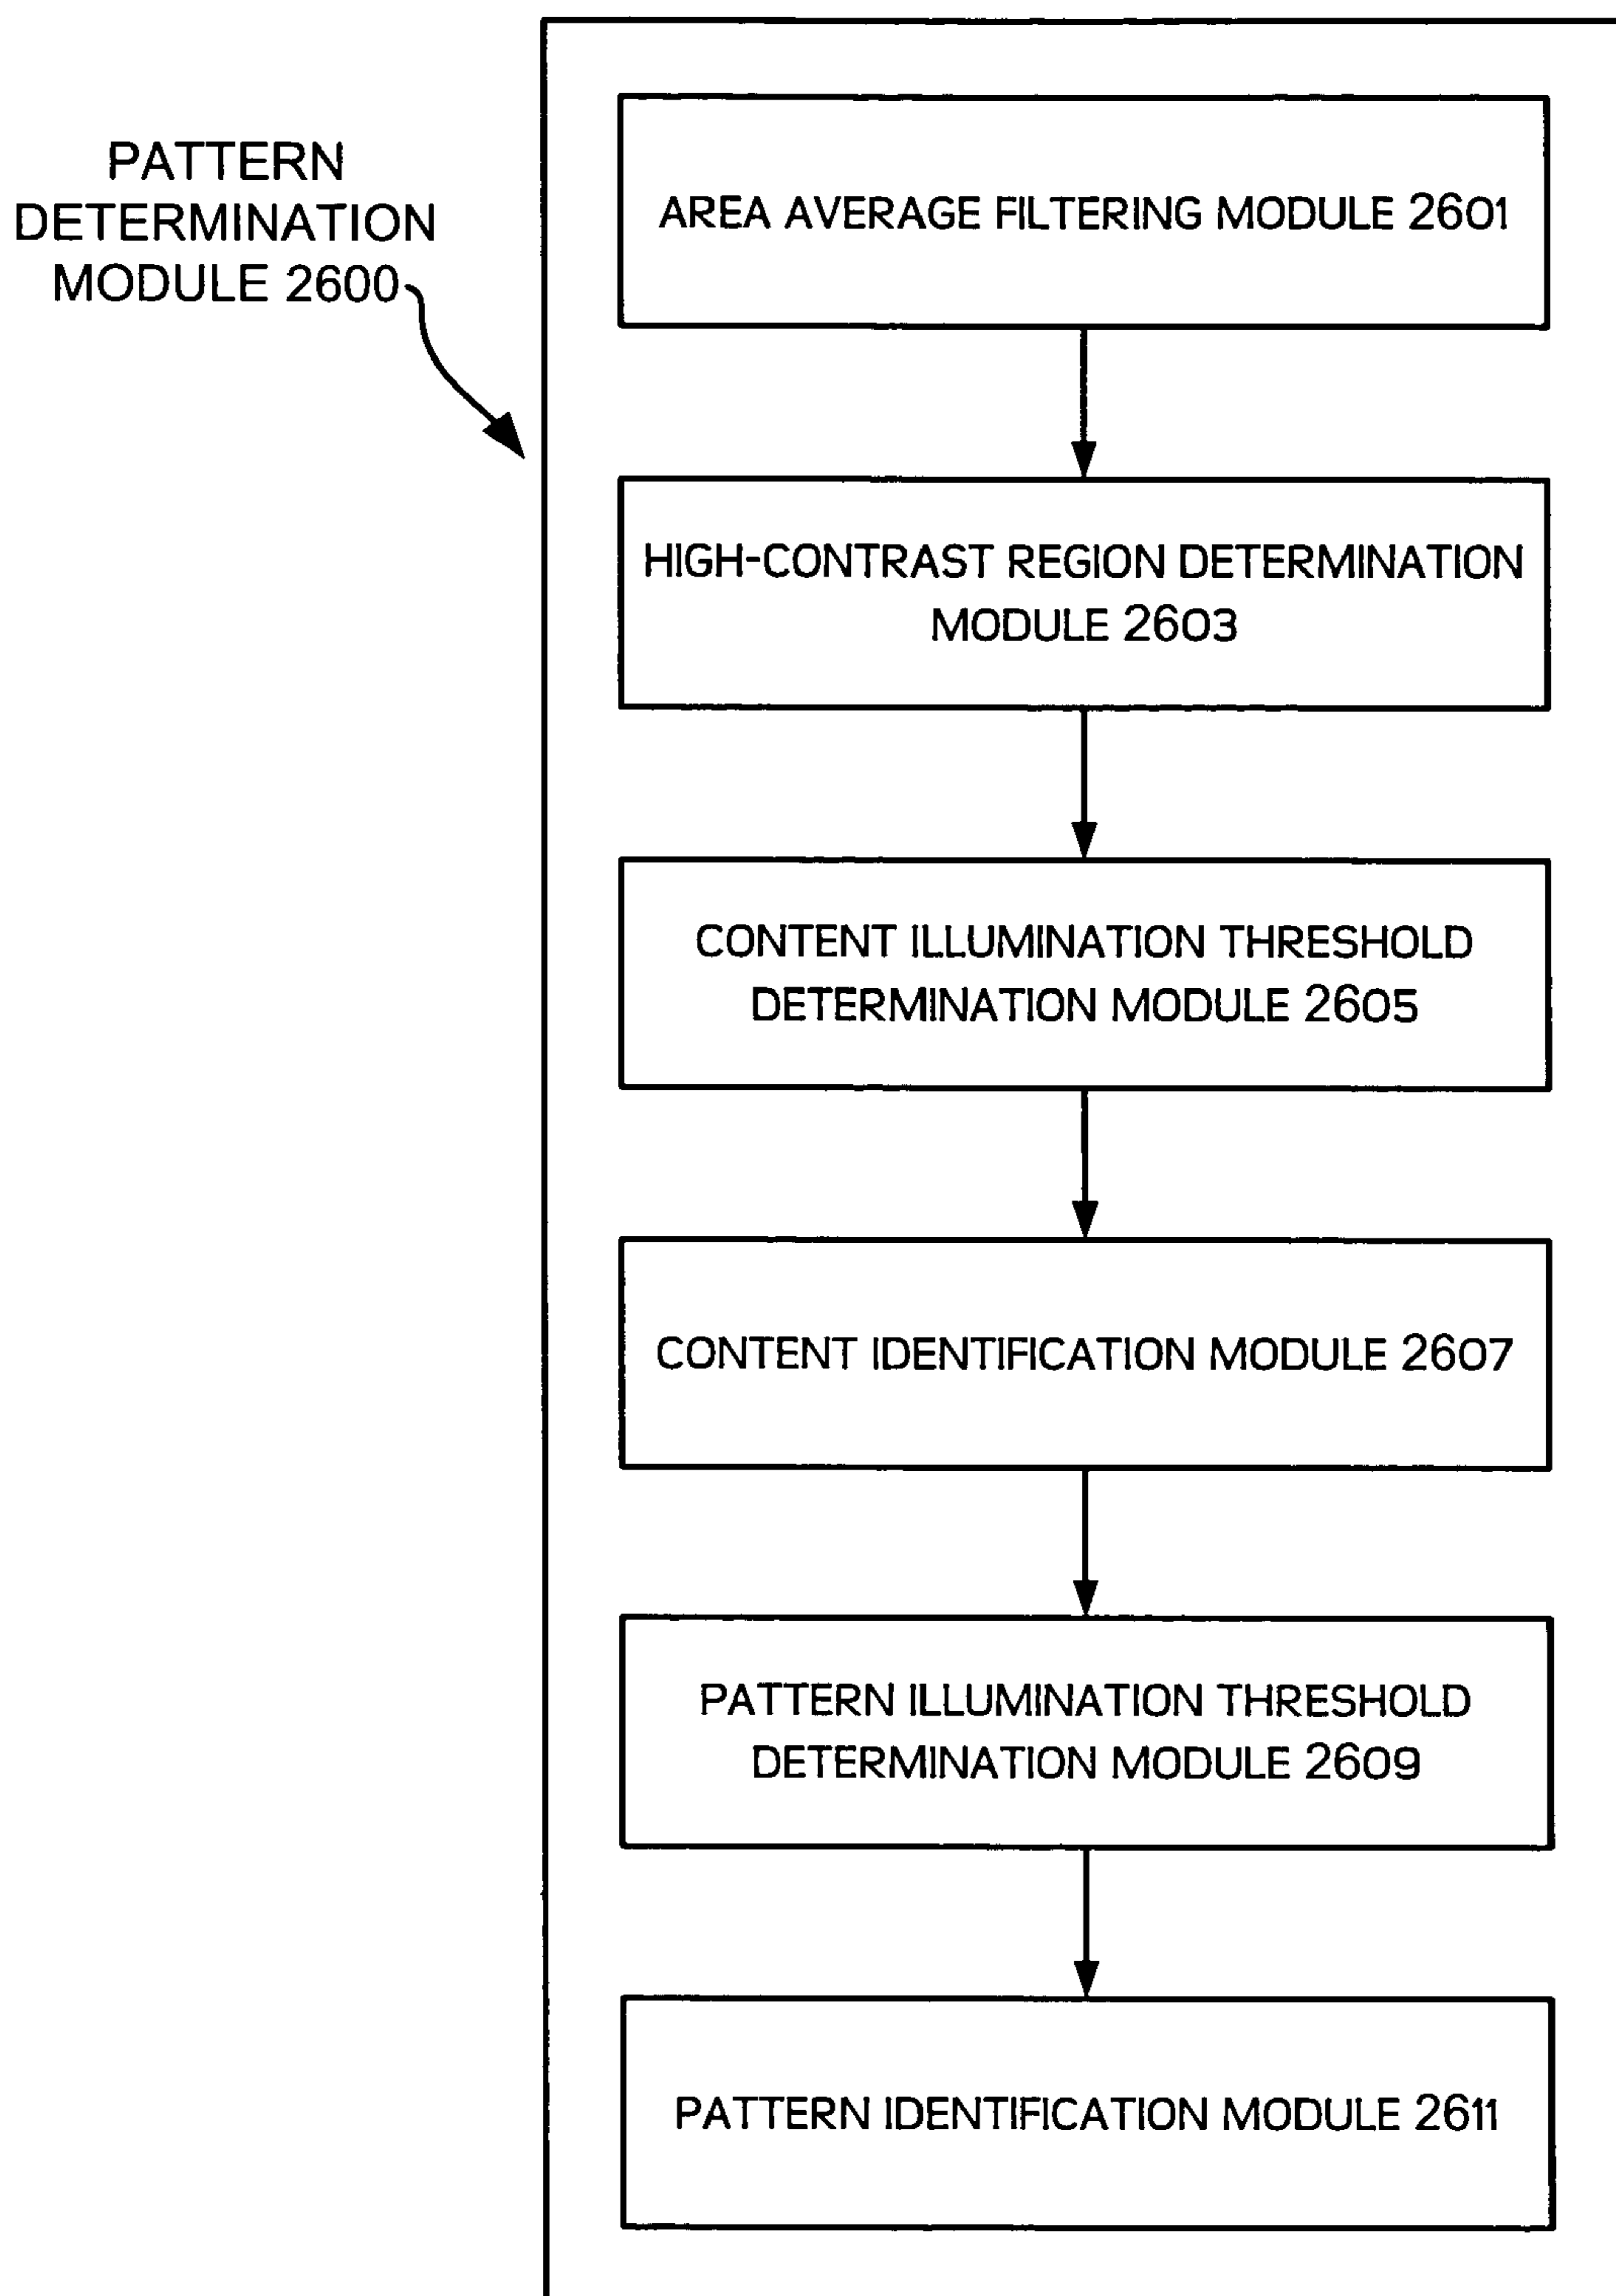 PATTERN
DETERMINATION
MODULE 2600
AREA AVERAGE FILTERING MODULE 2601
HIGH-CONTRAST REGION DETERMINATION
MODULE 2603
CONTENT ILLUMINATION THRESHOLD
DETERMINATION MODULE 2605
CONTENT IDENTIFICATION MODULE 2607
PATTERN ILLUMINATION THRESHOLD
DETERMINATION MODULE 2609
PATTERN IDENTIFICATION MODULE 2611